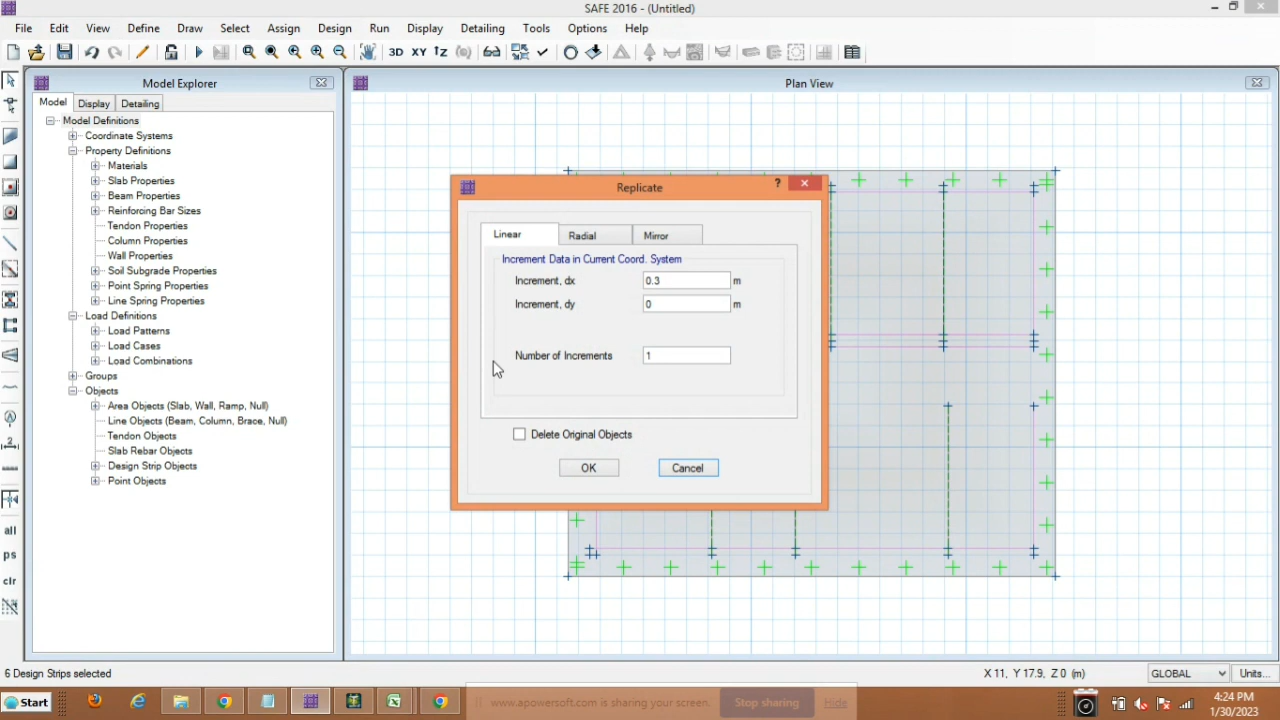 SAFE 2016 - (Untitled)
File Edit View Define Draw Select Assign Design Run Display Detailing Tools Options Help
3D XY
Model Explorer
Plan View
Model Display Detailing
Model Definitions
Coordinate Systems
Property Definitions
Materials
Slab Properties
Beam Properties
Reinforcing Bar Sizes
Tendon Properties
Column Properties
Wall Properties
Soil Subgrade Properties
Point Spring Properties
Line Spring Properties
Load Definitions
Load Patterns
Load Cases
Load Combinations
Groups
Objects
Area Objects (Slab, Wall, Ramp, Null)
Line Objects (Beam, Column, Brace, Null)
Tendon Objects
Slab Rebar Objects
Design Strip Objects
Point Objects
all
ps
clr
Replicate
?
Linear Radial Mirror
Increment Data in Current Coord. System
Increment, dx 0.3 m
Increment, dy 0 m
Number of Increments 1
Delete Original Objects
OK Cancel
6 Design Strips selected
X 11, Y 17.9, Z 0 (m)
GLOBAL
Units...
Start
www.apowersoft.com is sharing your screen.
Stop sharing
Hide
4:24 PM
1/30/2023